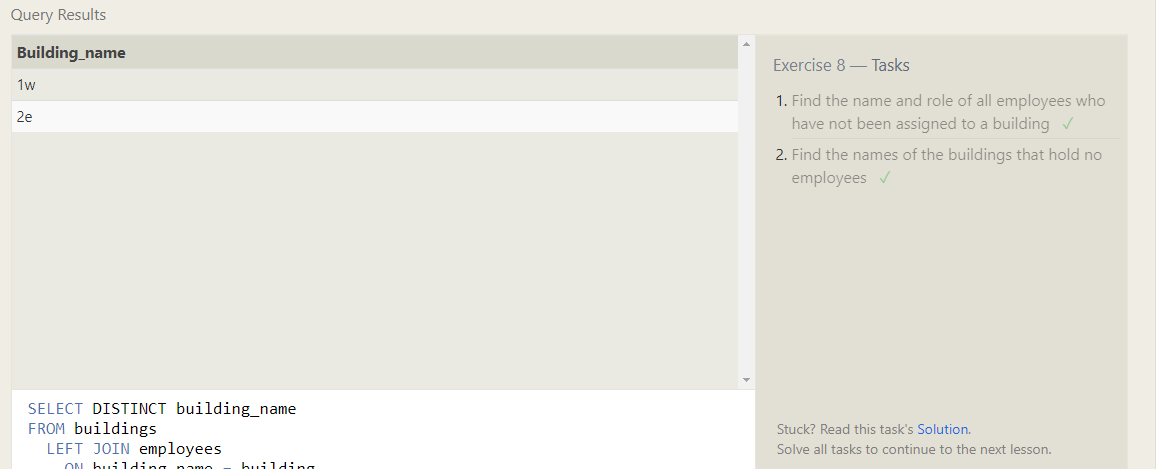 Query Results
Building_name
1w
2e
Exercise 8 — Tasks
1. Find the name and role of all employees who
have not been assigned to a building ✓
2. Find the names of the buildings that hold no
employees ✓
SELECT DISTINCT building_name
FROM buildings
LEFT JOIN employees
ON building_name = building
Stuck? Read this task's Solution.
Solve all tasks to continue to the next lesson.